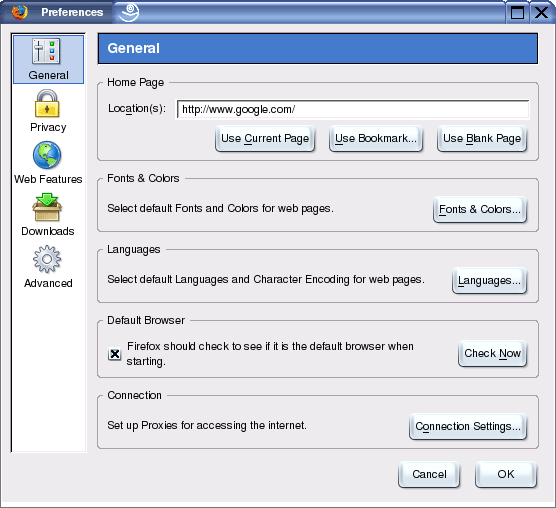 Preferences
General
Privacy
Web Features
Downloads
Advanced
General
Home Page
Location(s): http://www.google.com/
Use Current Page Use Bookmark... Use Blank Page
Fonts & Colors
Select default Fonts and Colors for web pages. Fonts & Colors...
Languages
Select default Languages and Character Encoding for web pages. Languages...
Default Browser
Firefox should check to see if it is the default browser when
starting.
Check Now
Connection
Set up Proxies for accessing the internet. Connection Settings...
Cancel OK